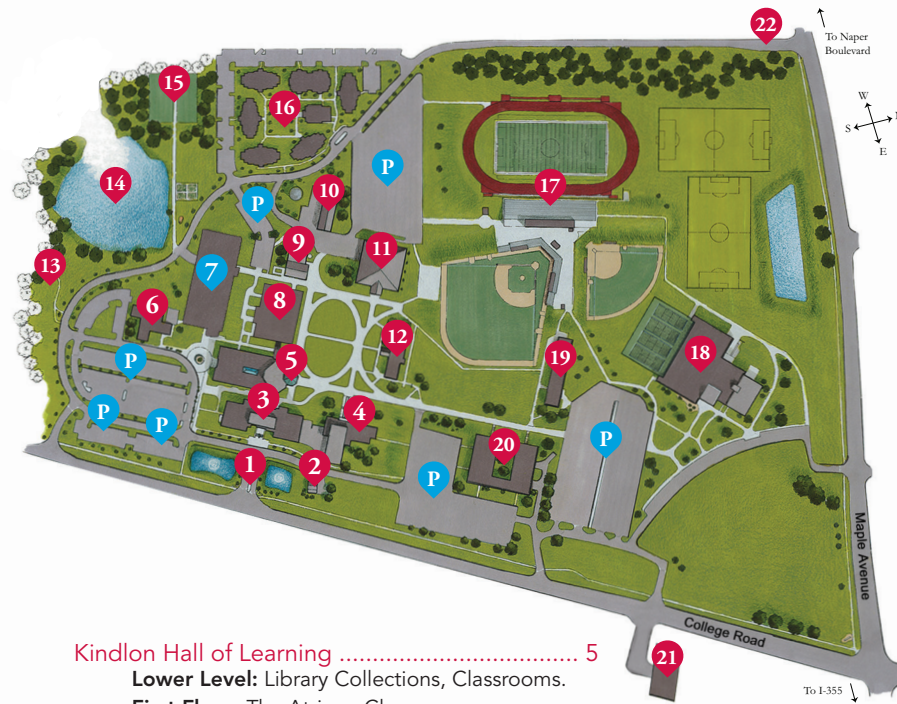 22
To Naper
Boulevard
15
W
16
S
E
17
14
P
10
P
13
9
11
7
6
8
12
18
5
19
P
3
4
20
P
P
P
1
2
P
Maple Avenue
College Road
Kindlon Hall of Learning .................................. 5
21
Lower Level: Library Collections, Classrooms.
To I-355